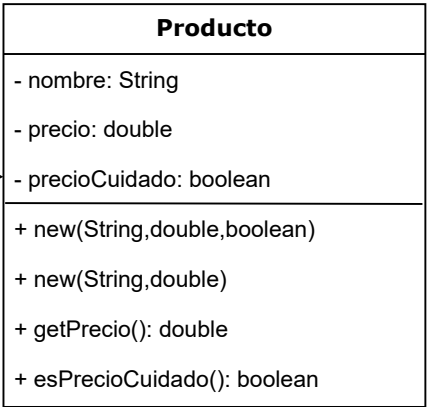 Producto
- nombre: String
- precio: double
- precioCuidado: boolean
+ new(String,double,boolean)
+ new(String,double)
+ getPrecio(): double
+ esPrecioCuidado(): boolean